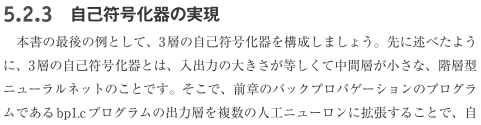 5.2.3 自己符号化器の実現
本書の最後の例として、3層の自己符号化器を構成しましょう。先に述べたよう
に、3層の自己符号化器とは、入出力の大きさが等しくて中間層が小さな、階層型
ニューラルネットのことです。そこで、前章のバックプロパゲーションのプログラ
ムであるbp1.cプログラムの出力層を複数の人工ニューロンに拡張することで、自